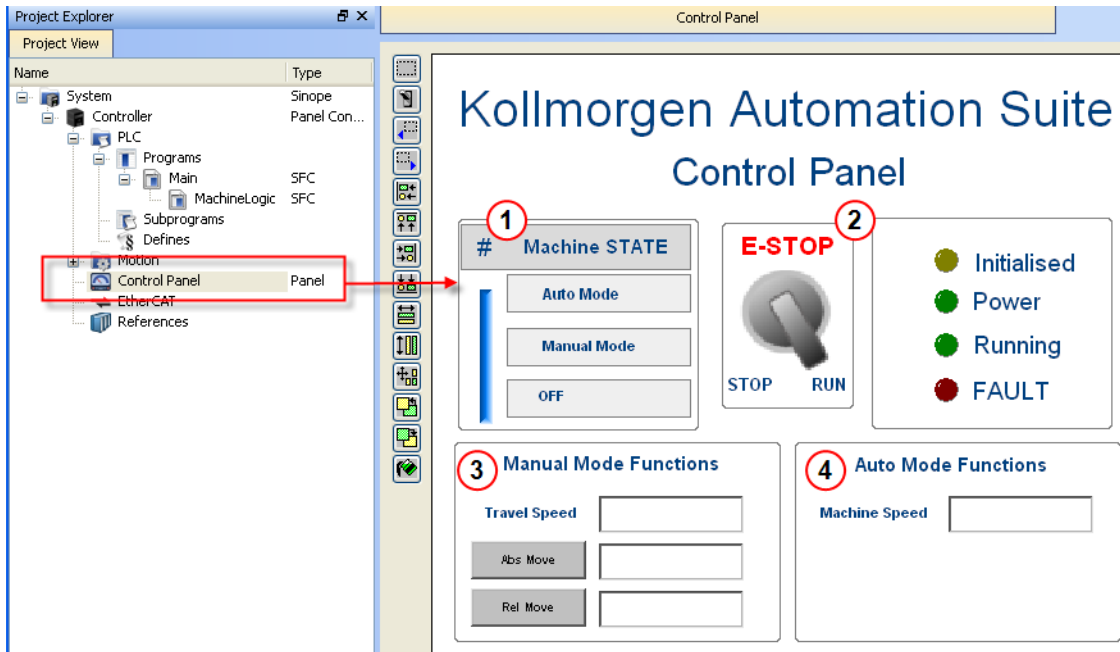 Project Explorer
Project View
Name Type
System Sinope
Controller Panel Con...
PLC
Programs
Main SFC
MachineLogic SFC
Subprograms
Defines
Motion
Control Panel Panel
EtherCAT
References
Control Panel
Kollmorgen Automation Suite
Control Panel
1
# Machine STATE
Auto Mode
Manual Mode
OFF
2
E-STOP
STOP RUN
Initialised
Power
Running
FAULT
3 Manual Mode Functions
Travel Speed
Abs Move
Rel Move
4 Auto Mode Functions
Machine Speed